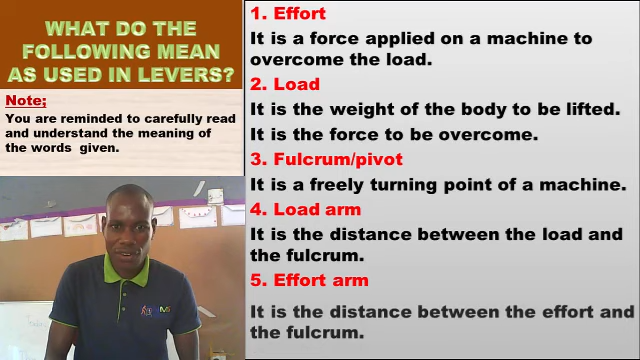 WHAT DO THE
FOLLOWING MEAN
AS USED IN LEVERS?
Note;
You are reminded to carefully read
and understand the meaning of
the words given.
1. Effort
It is a force applied on a machine to
overcome the load.
2. Load
It is the weight of the body to be lifted.
It is the force to be overcome.
3. Fulcrum/pivot
It is a freely turning point of a machine.
4. Load arm
It is the distance between the load and
the fulcrum.
5. Effort arm
It is the distance between the effort and
the fulcrum.